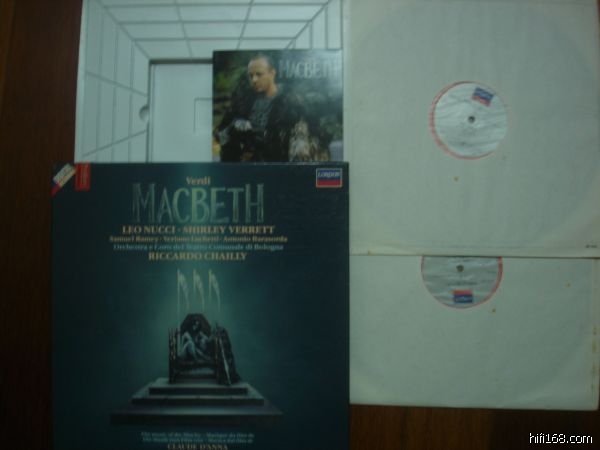 MACBETH
Verdi
LONDON
MACBETH
LEO NUCCI · SHIRLEY VERRETT
Samuel Ramey · Veriano Luchetti · Antonio Barasorda
Orchestra e Coro del Teatro Comunale di Bologna
RICCARDO CHAILLY
CLAUDE D'ANNA
hifi168.com